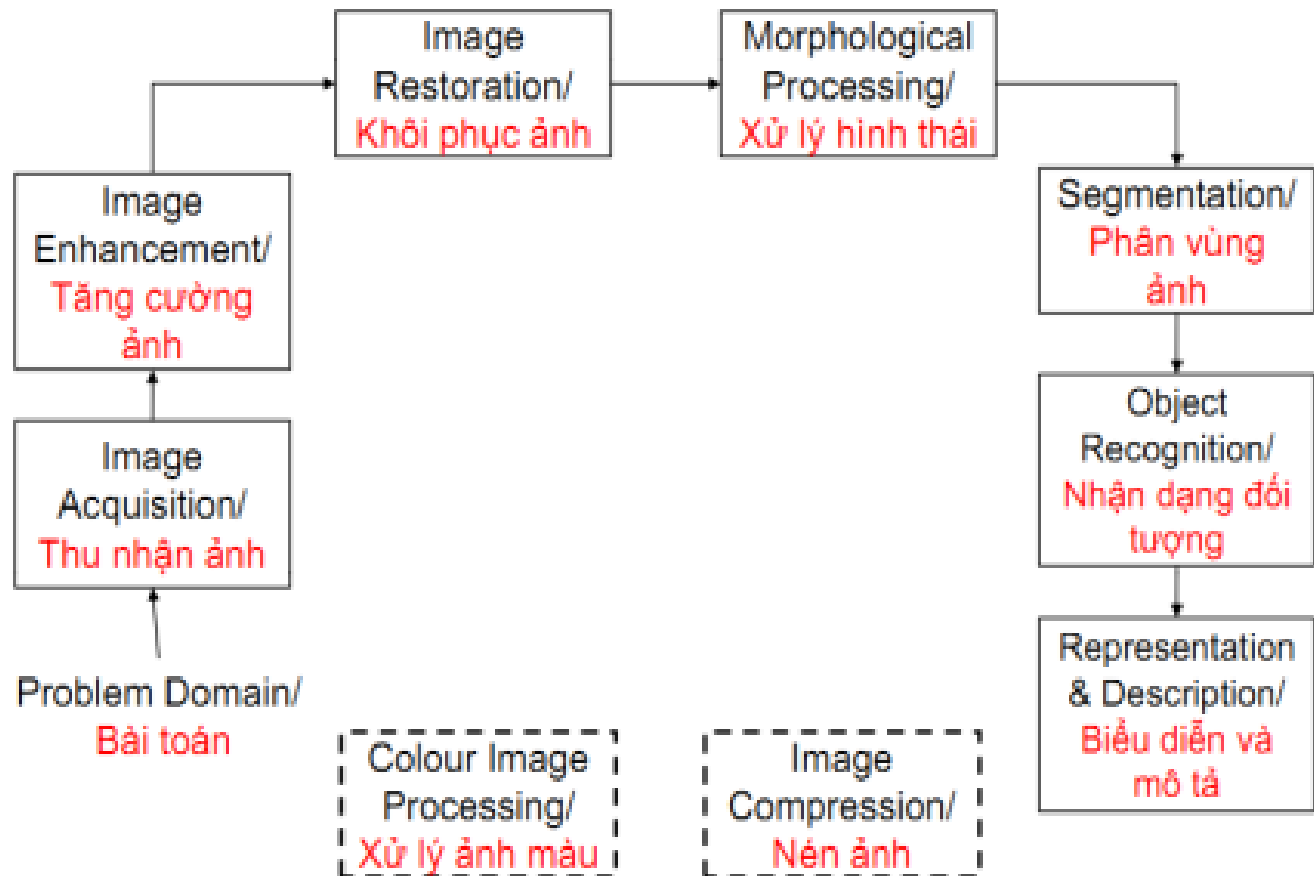 Image
Restoration/
Khôi phục ảnh
Morphological
Processing/
Xử lý hình thái
Image
Enhancement/
Tăng cường
ảnh
Segmentation/
Phân vùng
ảnh
Image
Acquisition/
Thu nhận ảnh
Object
Recognition/
Nhận dạng đối
tượng
Problem Domain/
Bài toán
Representation
& Description/
Biểu diễn và
mô tả
Colour Image
Processing/
Xử lý ảnh màu
Image
Compression/
Nén ảnh